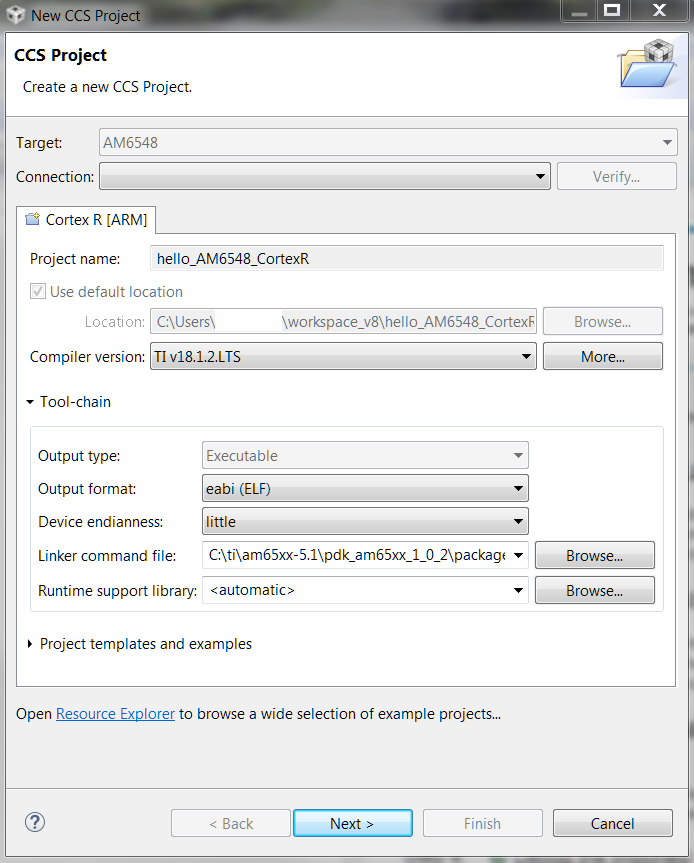 New CCS Project
CCS Project
Create a new CCS Project.
Target: AM6548
Connection: Verify...
Cortex R [ARM]
Project name: hello_AM6548_CortexR
Use default location
Location: C:\Users\ \workspace_v8\hello_AM6548_CortexR Browse...
Compiler version: TI v18.1.2.LTS More...
Tool-chain
Output type: Executable
Output format: eabi (ELF)
Device endianness: little
Linker command file: C:\ti\am65xx-5.1\pdk_am65xx_1_0_2\package Browse...
Runtime support library: <automatic> Browse...
Project templates and examples
Open Resource Explorer to browse a wide selection of example projects...
? < Back Next > Finish Cancel